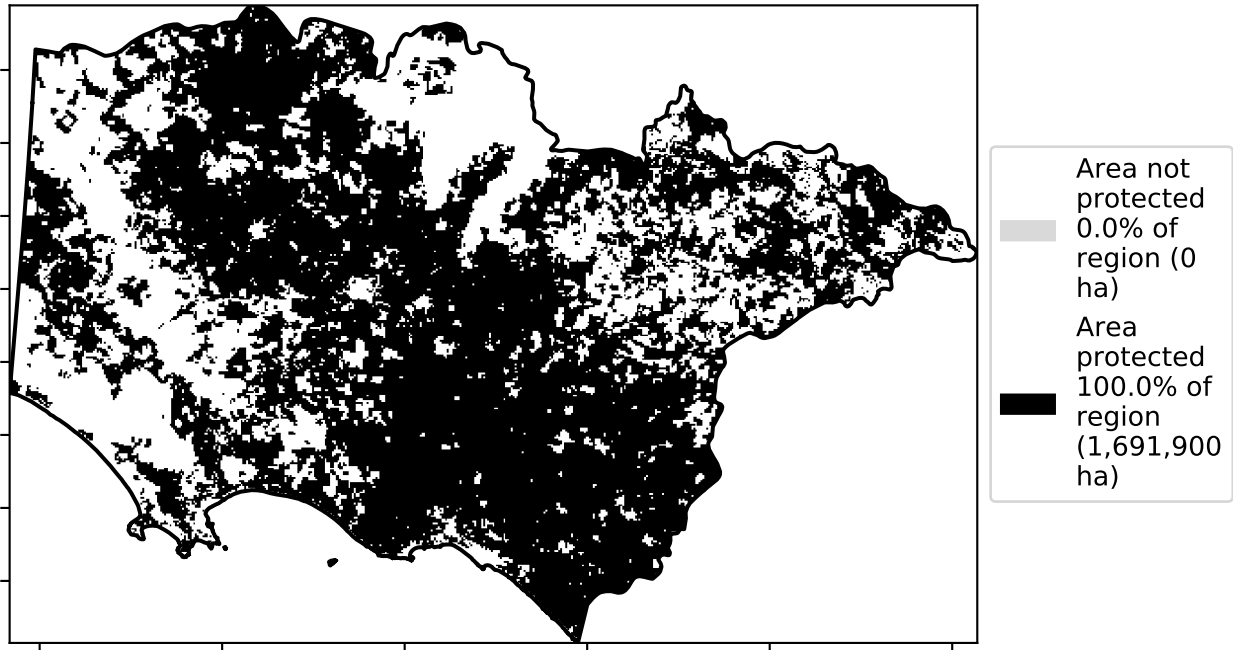 Area not
protected
0.0% of
region (0
ha)
Area
protected
100.0% of
region
(1,691,900
ha)